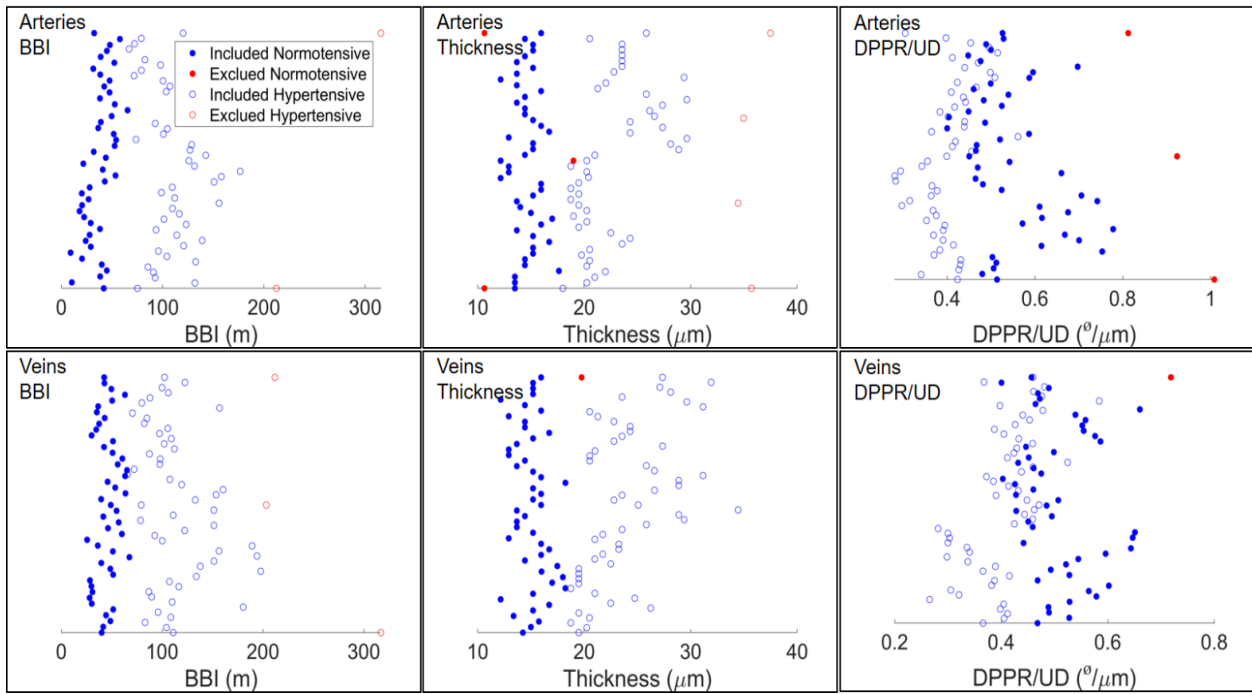 Arteries
BBI
Included Normotensive
Exclued Normotensive
Included Hypertensive
Exclued Hypertensive
0 100 200 300
BBI (m)
Arteries
Thickness
10 20 30 40
Thickness (μm)
Arteries
DPPR/UD
0.4 0.6 0.8 1
DPPR/UD (ø/μm)
Veins
BBI
0 100 200 300
BBI (m)
Veins
Thickness
10 20 30 40
Thickness (μm)
Veins
DPPR/UD
0.2 0.4 0.6 0.8
DPPR/UD (ø/μm)